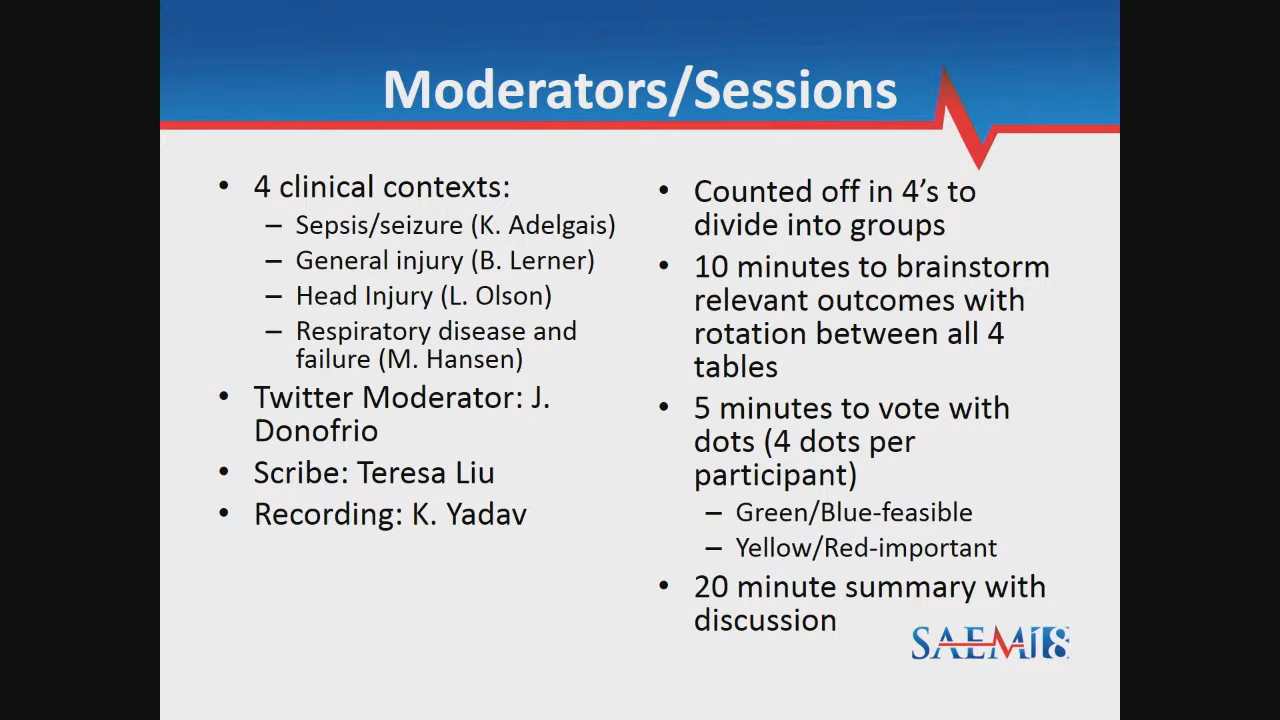 Moderators/Sessions
• 4 clinical contexts:
– Sepsis/seizure (K. Adelgais)
– General injury (B. Lerner)
– Head Injury (L. Olson)
– Respiratory disease and
failure (M. Hansen)
• Twitter Moderator: J.
Donofrio
• Scribe: Teresa Liu
• Recording: K. Yadav
• Counted off in 4’s to
divide into groups
• 10 minutes to brainstorm
relevant outcomes with
rotation between all 4
tables
• 5 minutes to vote with
dots (4 dots per
participant)
– Green/Blue-feasible
– Yellow/Red-important
• 20 minute summary with
discussion
SAEM18